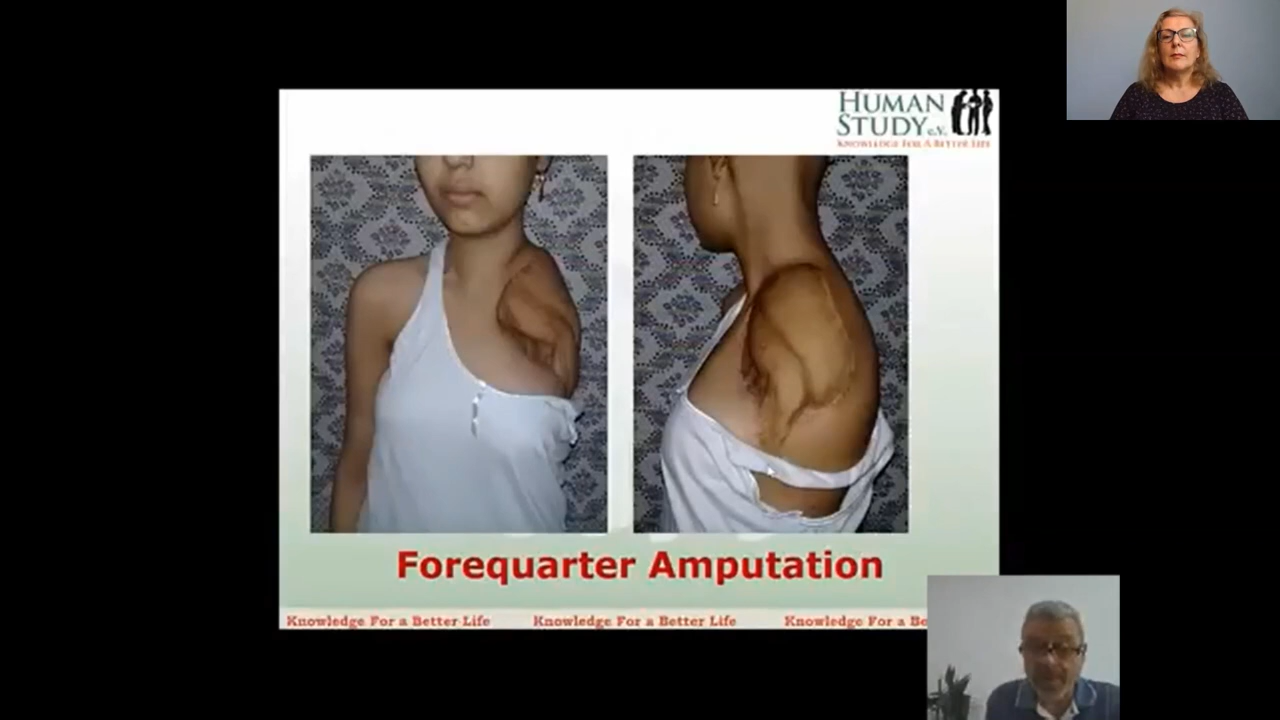 HUMAN
STUDY e.V.
KNOWLEDGE FOR A BETTER LIFE
Forequarter Amputation
Knowledge For a Better Life Knowledge For a Better Life Knowledge For a Be